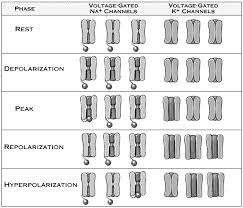 PHASE
VOLTAGE-GATED
Na+ CHANNELS
VOLTAGE-GATED
K+ CHANNELS
REST
DEPOLARIZATION
PEAK
REPOLARIZATION
HYPERPOLARIZATION